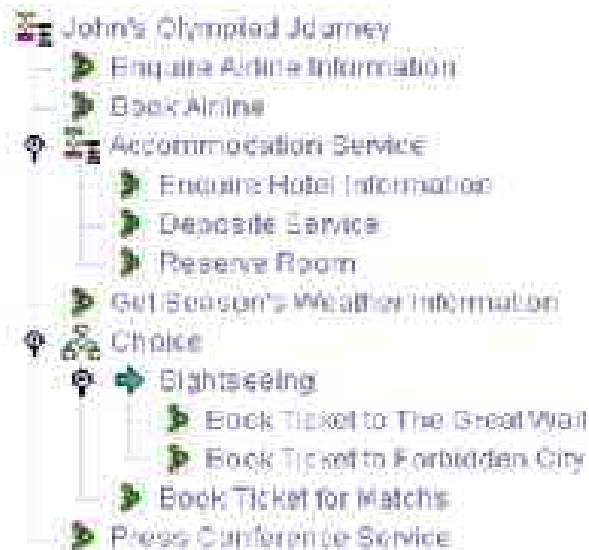 John's Olympted Journey
Enquire Airline Information
Book Airline
Accommodation Service
Enquire Hotel Information
Deposite Service
Reserve Room
Get Season's Weather Information
Choice
Sightseeing
Book Ticket to The Great Wall
Book Ticket to Forbidden City
Book Ticket for Matchs
Press Conference Service